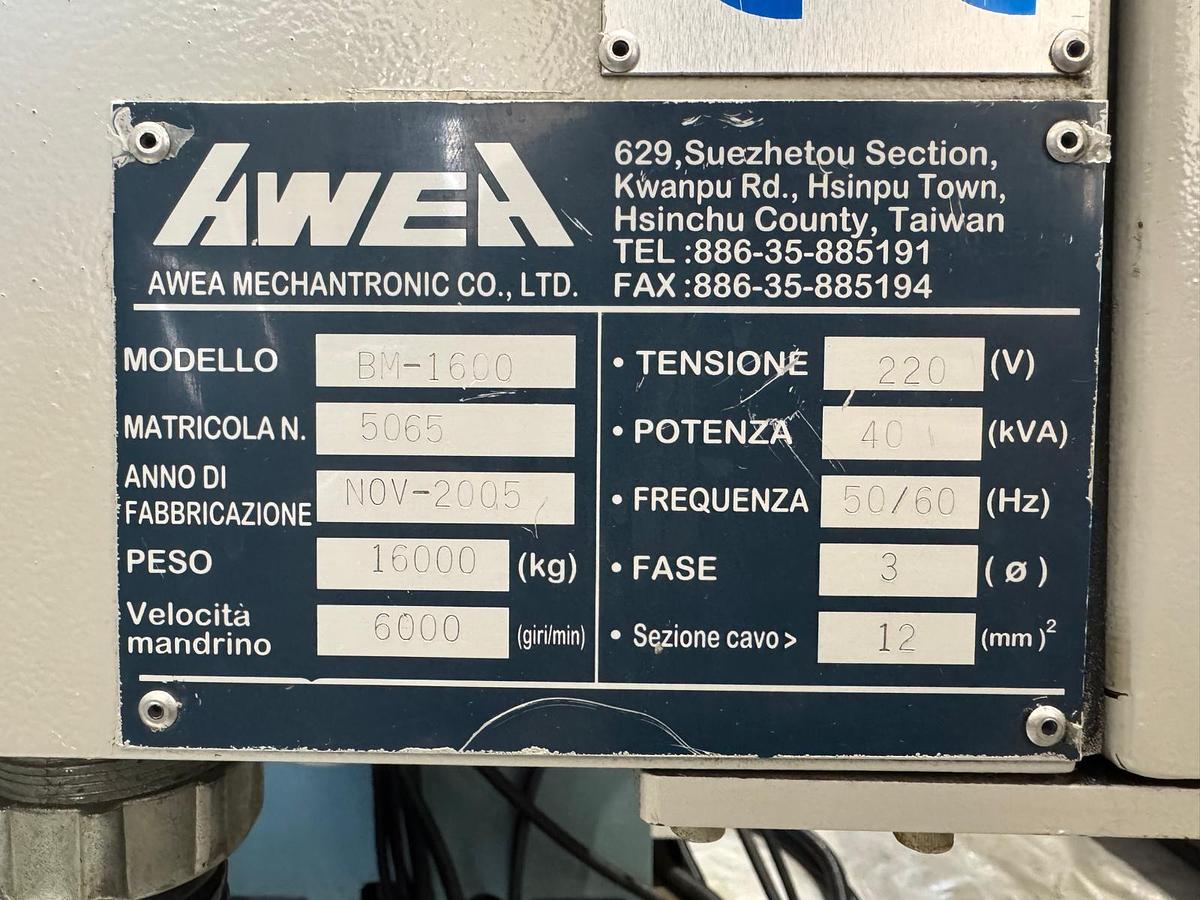 AWEA
AWEA MECHANTRONIC CO., LTD.
629,Suezhetou Section,
Kwanpu Rd., Hsinpu Town,
Hsinchu County, Taiwan
TEL :886-35-885191
FAX :886-35-885194
MODELLO BM-1600
MATRICOLA N. 5065
ANNO DI
FABBRICAZIONE NOV-2005
PESO 16000 (kg)
Velocità
mandrino 6000 (giri/min)
• TENSIONE 220 (V)
• POTENZA 40 (kVA)
• FREQUENZA 50/60 (Hz)
• FASE 3 ( ø )
• Sezione cavo > 12 (mm )²